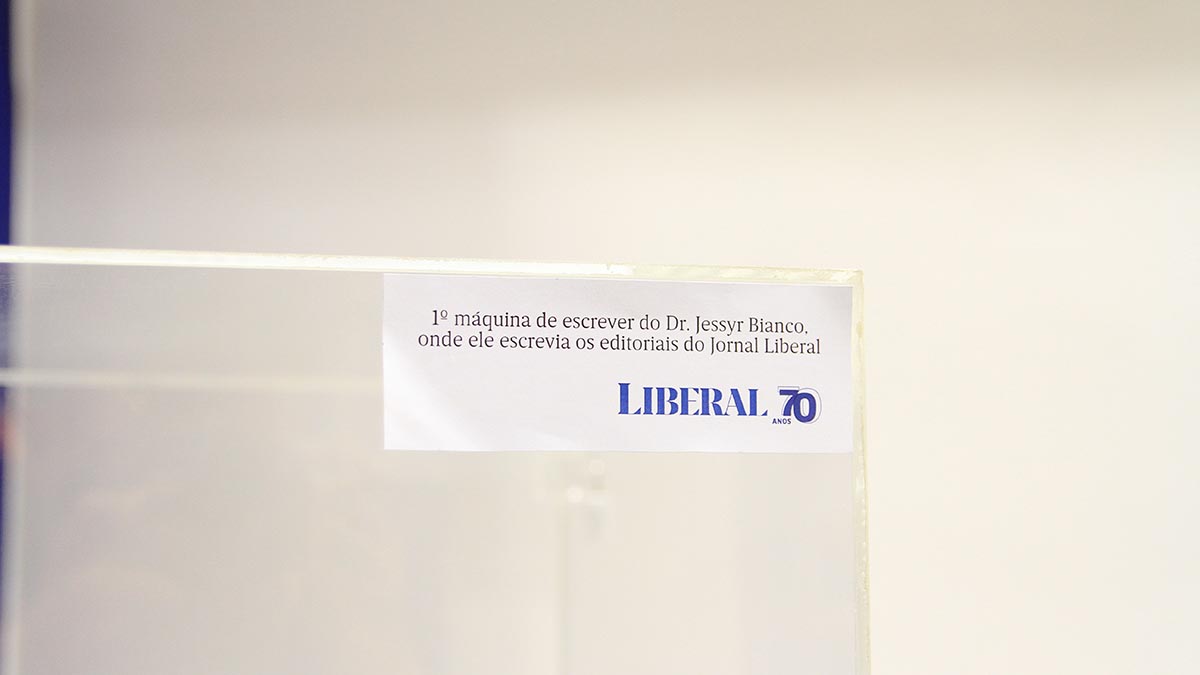 1º máquina de escrever do Dr. Jessyr Bianco,
onde ele escrevia os editoriais do Jornal Liberal
LIBERAL 70
ANOS